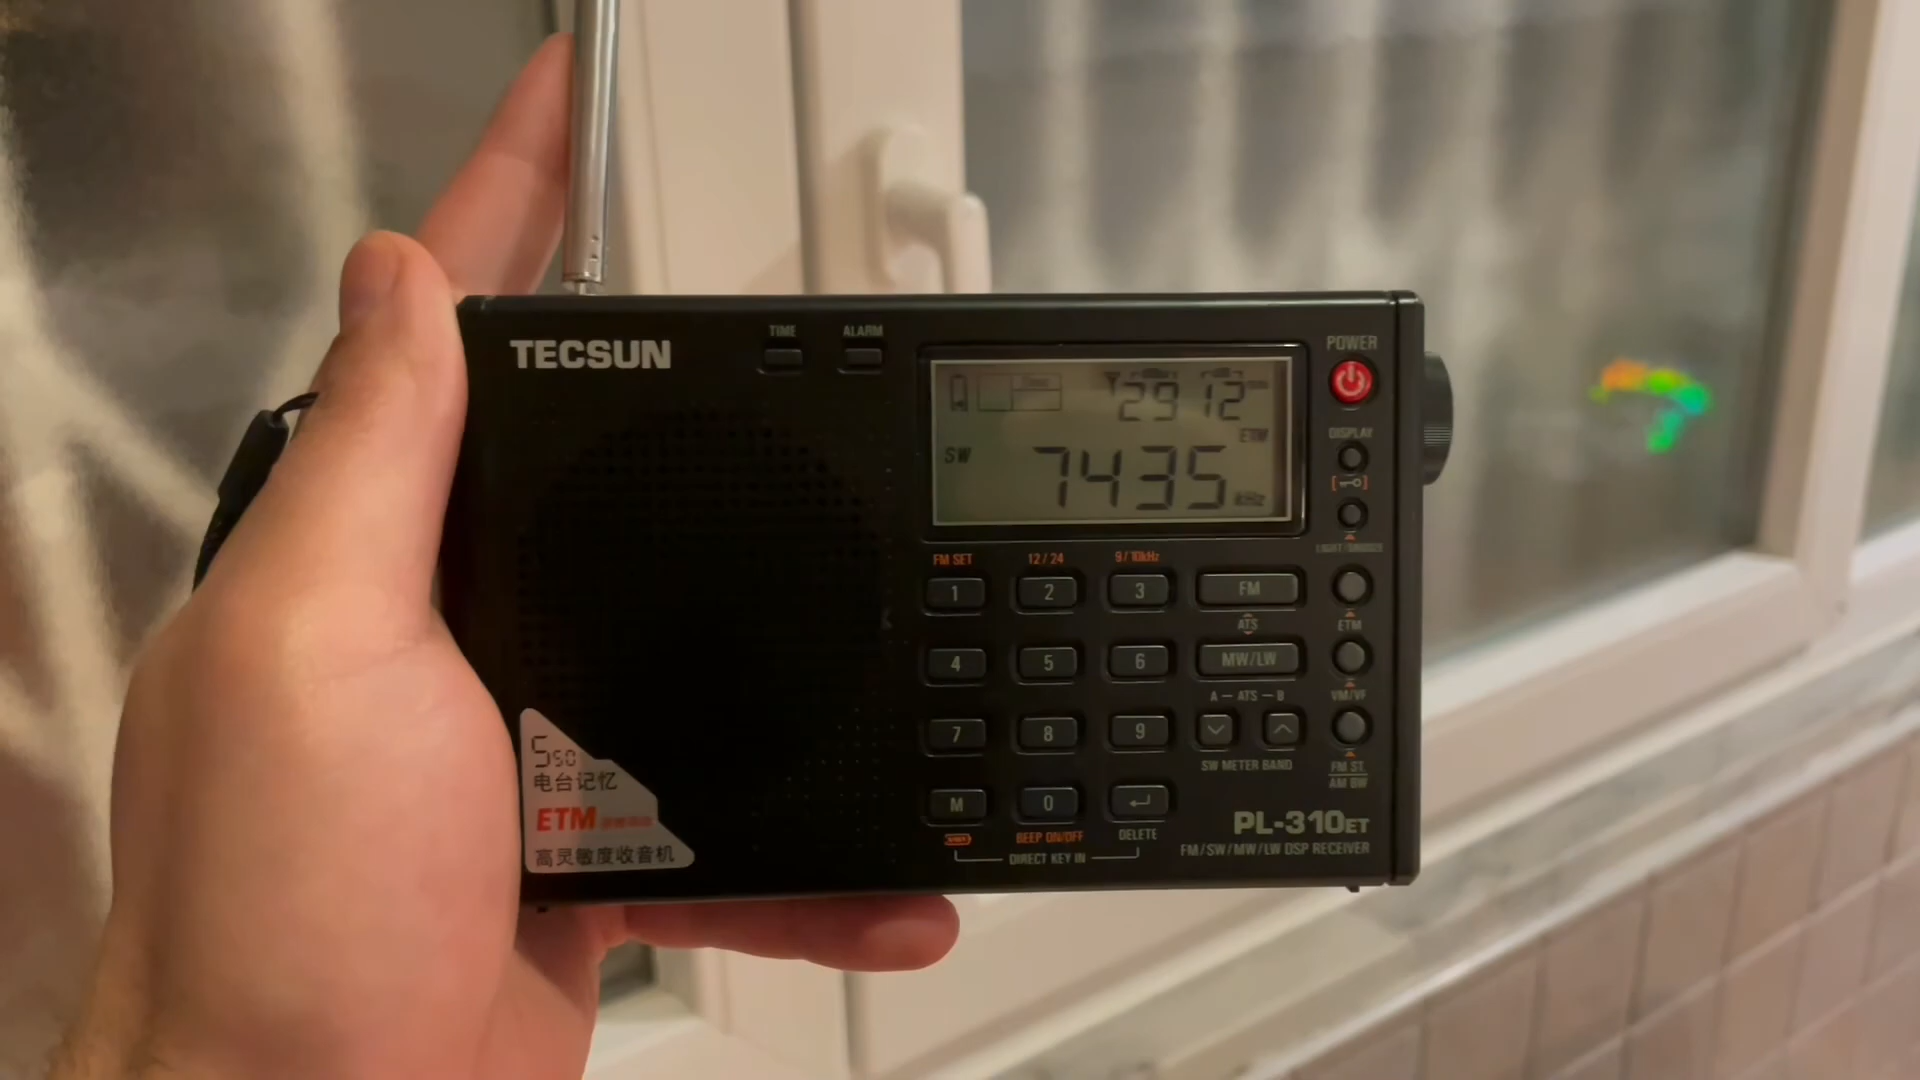 TIME ALARM
TECSUN
POWER
2912
ETM
SW 7435 kHz
DISPLAY
LIGHT/SNOOZE
FM SET 12/24 9/10kHz
1 2 3 FM
ATS ETM
4 5 6 MW/LW
A — ATS — B VM/VF
7 8 9
SW METER BAND FM ST.
AM BW
M 0
BEEP ON/OFF DELETE
DIRECT KEY IN
PL-310ET
FM/SW/MW/LW DSP RECEIVER
550
电台记忆
ETM
高灵敏度收音机